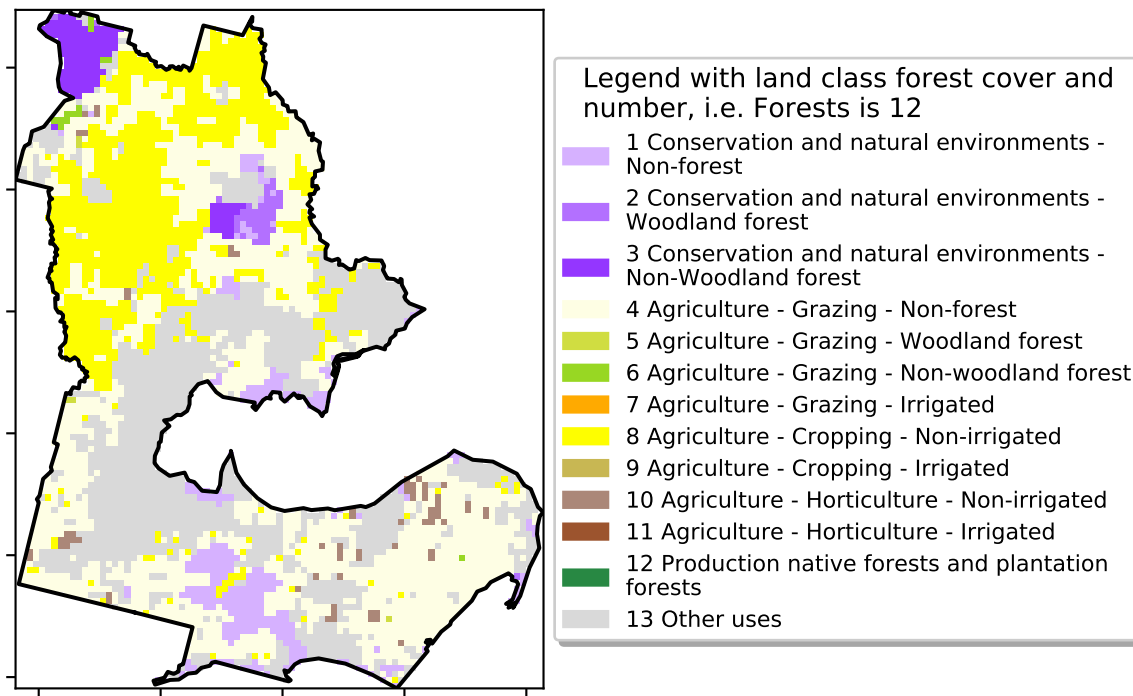 Legend with land class forest cover and
number, i.e. Forests is 12
1 Conservation and natural environments -
Non-forest
2 Conservation and natural environments -
Woodland forest
3 Conservation and natural environments -
Non-Woodland forest
4 Agriculture - Grazing - Non-forest
5 Agriculture - Grazing - Woodland forest
6 Agriculture - Grazing - Non-woodland forest
7 Agriculture - Grazing - Irrigated
8 Agriculture - Cropping - Non-irrigated
9 Agriculture - Cropping - Irrigated
10 Agriculture - Horticulture - Non-irrigated
11 Agriculture - Horticulture - Irrigated
12 Production native forests and plantation
forests
13 Other uses